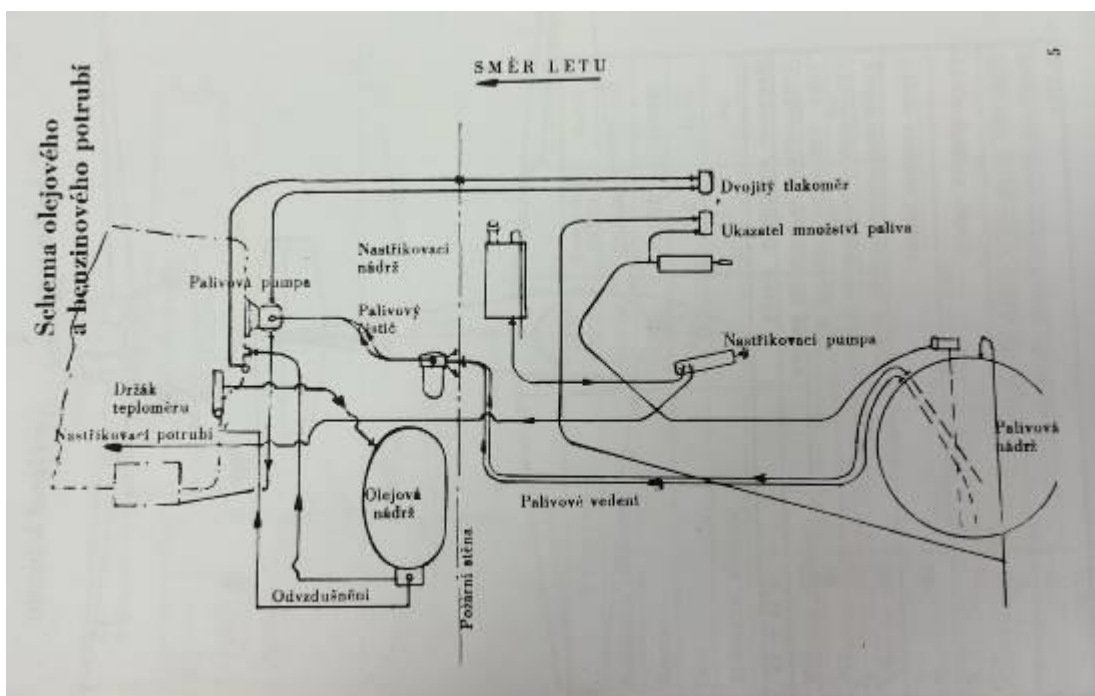 5
Schema olejového
a benzinového potrubí
SMĚR LETU
Dvojitý tlakoměr
Ukazatel množství paliva
Nastřikovací
nádrž
Palivová pumpa
Palivový
čistič
Nastřikovací pumpa
Držák
teploměru
Nastřikovací potrubí
Palivová
nádrž
Olejová
nádrž
Palivové vedení
Odvzdušnění
Požární stěna